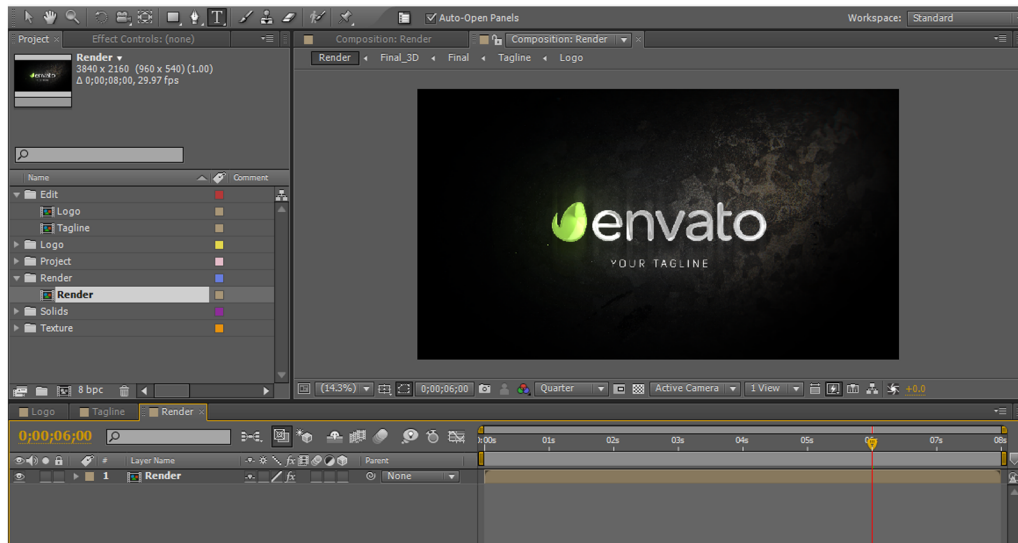 Auto-Open Panels
Workspace: Standard
Project
Effect Controls: (none)
Composition: Render
Composition: Render
Render
3840 x 2160 (960 x 540) (1.00)
Δ 0;00;08;00, 29.97 fps
Render
Final_3D
Final
Tagline
Logo
envato
envato
YOUR TAGLINE
Name
Comment
Edit
Logo
Tagline
Logo
Project
Render
Render
Solids
Texture
8 bpc
(14.3%)
0;00;06;00
Quarter
Active Camera
1 View
+0.0
Logo
Tagline
Render
0;00;06;00
0:00s 01s 02s 03s 04s 05s 06s 07s 08s
# Layer Name
Parent
1 Render
None